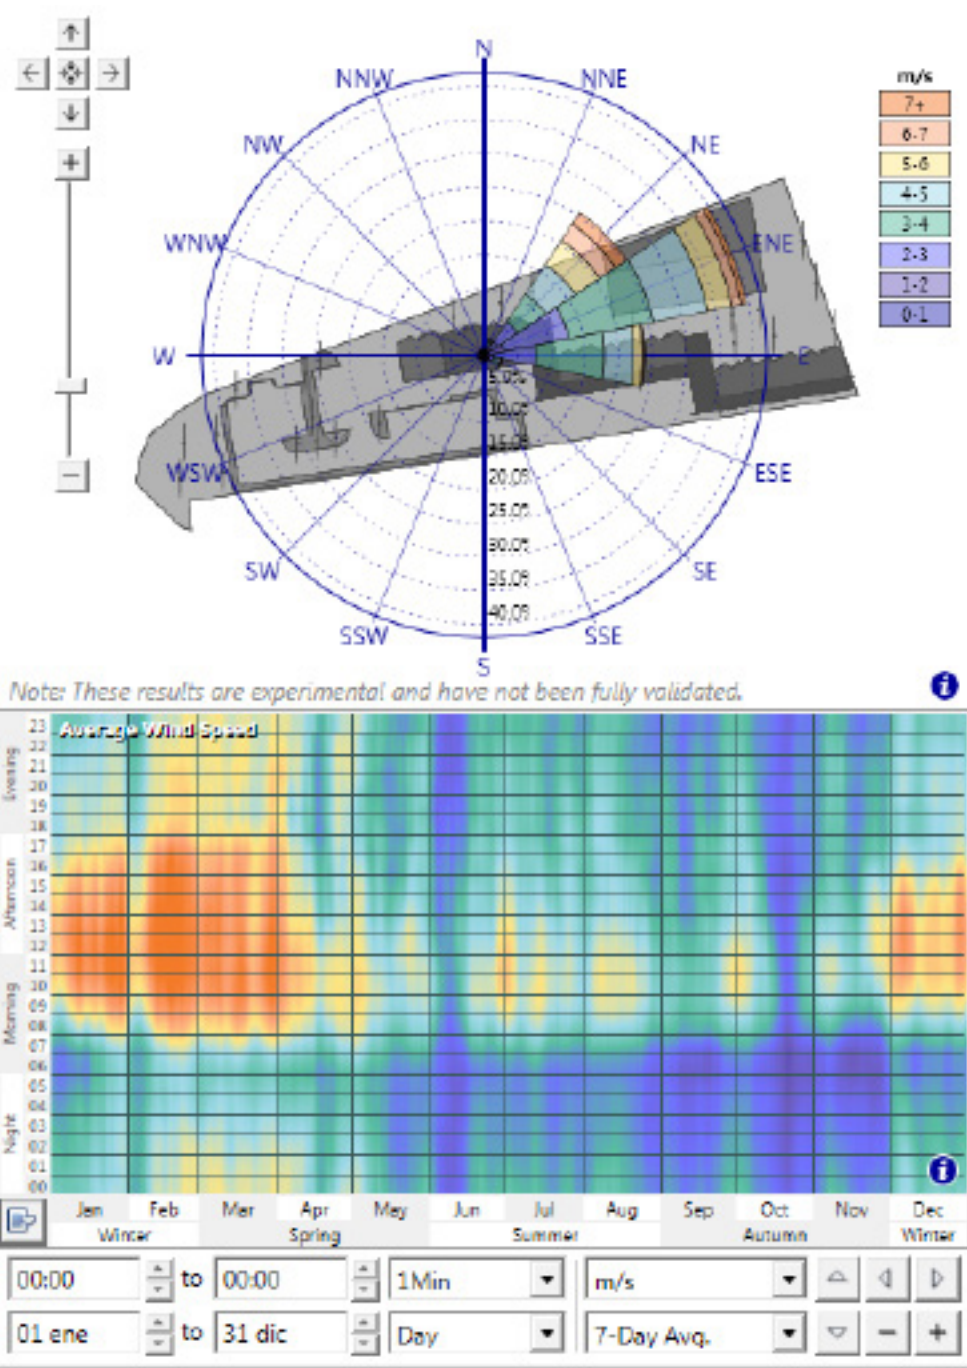 N
NNW
NNE
m/s
7+
6-7
5-6
4-5
3-4
2-3
1-2
0-1
NW
NE
WNW
ENE
W
E
5.0%
10.0%
15.0%
20.0%
25.0%
30.0%
35.0%
40.0%
WSW
ESE
SW
SE
SSW
SSE
S
Note: These results are experimental and have not been fully validated.
Average Wind Speed
Evening
Afternoon
Morning
Night
23
22
21
20
19
18
17
16
15
14
13
12
11
10
09
08
07
06
05
04
03
02
01
00
Jan Feb Mar Apr May Jun Jul Aug Sep Oct Nov Dec
Winter Spring Summer Autumn Winter
00:00 to 00:00 1Min m/s
01 ene to 31 dic Day 7-Day Avg.